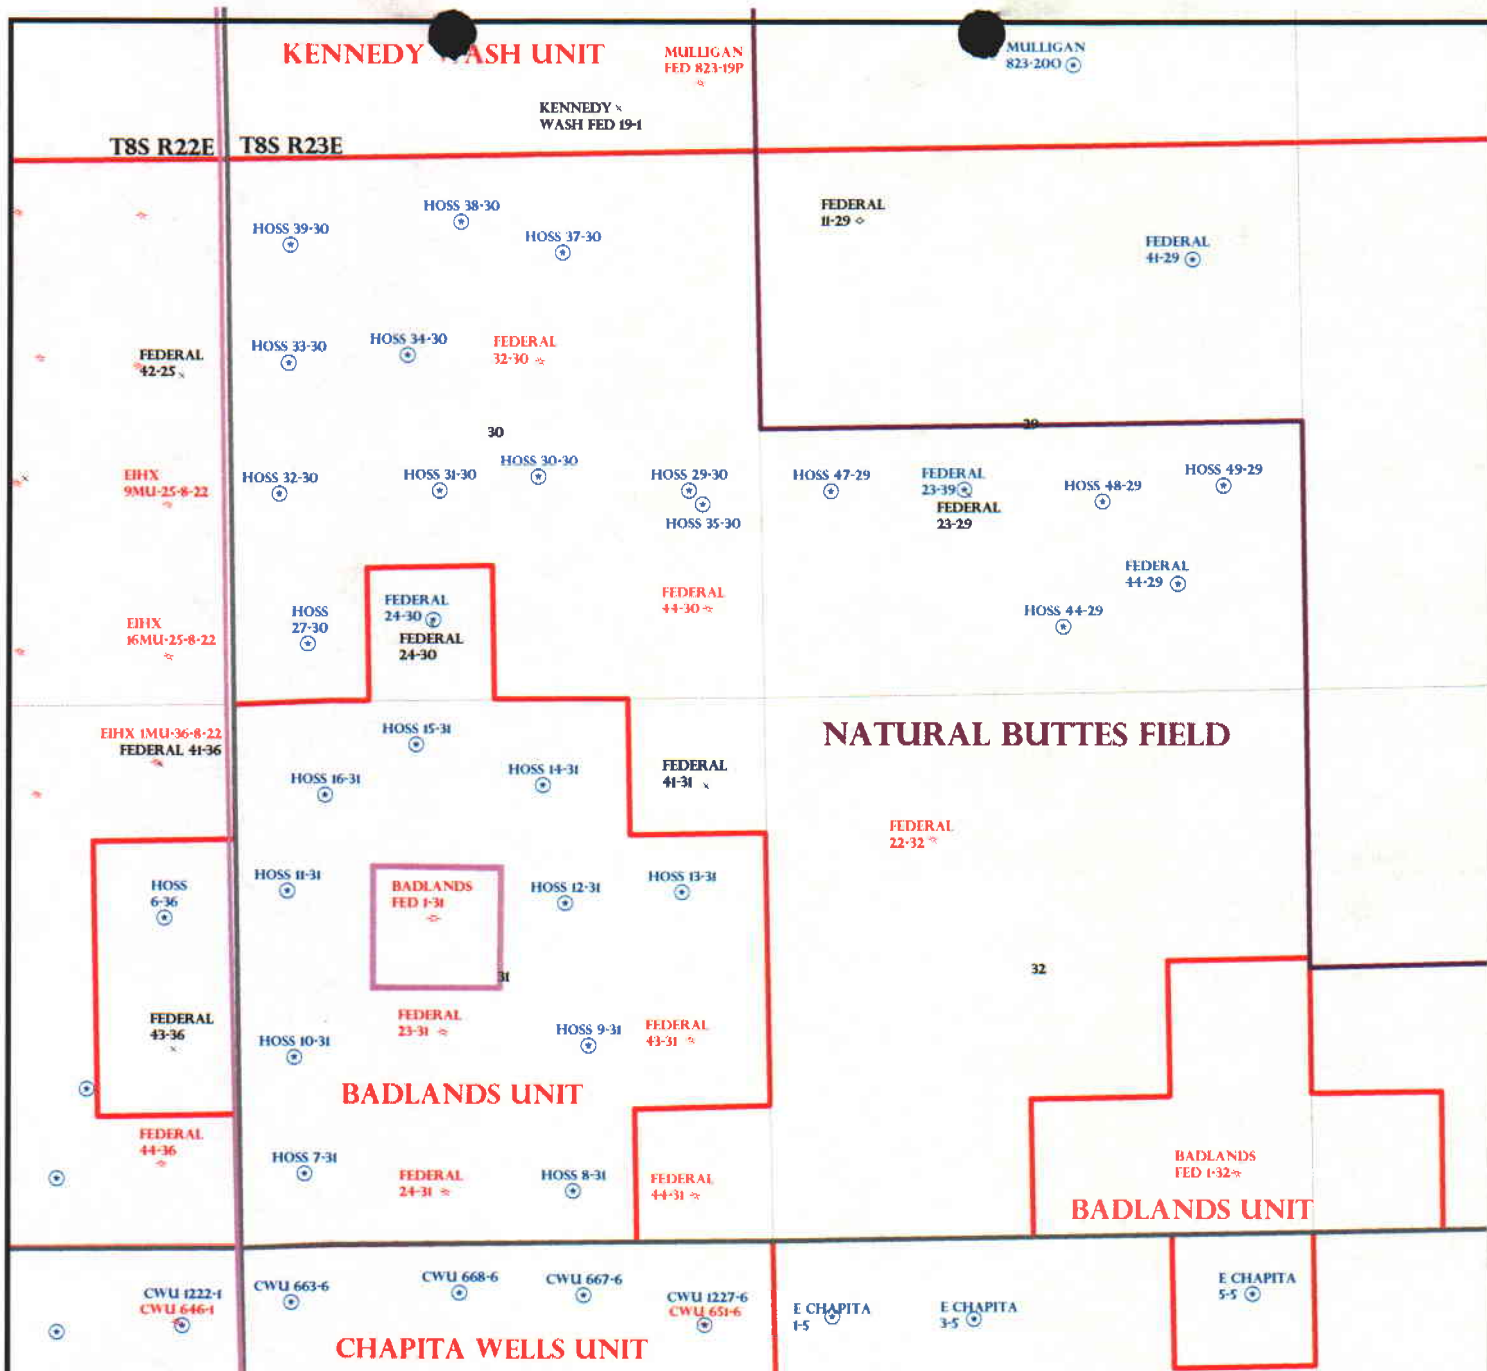 KENNEDY WASH UNIT
MULLIGAN
FED 823-19P
MULLIGAN
823-20O
KENNEDY
WASH FED 19-1
T8S R22E
T8S R23E
HOSS 38-30
HOSS 39-30
HOSS 37-30
FEDERAL
11-29
FEDERAL
41-29
HOSS 33-30
HOSS 34-30
FEDERAL
32-30
FEDERAL
42-25
30
29
EIHX
9MU-25-8-22
HOSS 32-30
HOSS 31-30
HOSS 30-30
HOSS 29-30
HOSS 35-30
HOSS 47-29
FEDERAL
23-39
FEDERAL
23-29
HOSS 48-29
HOSS 49-29
EIHX
16MU-25-8-22
HOSS
27-30
FEDERAL
24-30
FEDERAL
24-30
FEDERAL
44-30
FEDERAL
44-29
HOSS 44-29
EIHX 1MU-36-8-22
FEDERAL 41-36
HOSS 15-31
HOSS 16-31
HOSS 14-31
FEDERAL
41-31
NATURAL BUTTES FIELD
FEDERAL
22-32
HOSS
6-36
HOSS 11-31
BADLANDS
FED 1-31
HOSS 12-31
HOSS 13-31
31
32
FEDERAL
43-36
HOSS 10-31
FEDERAL
23-31
HOSS 9-31
FEDERAL
43-31
BADLANDS UNIT
FEDERAL
44-36
HOSS 7-31
FEDERAL
24-31
HOSS 8-31
FEDERAL
44-31
BADLANDS
FED 1-32
BADLANDS UNIT
CWU 1222-1
CWU 646-1
CWU 663-6
CWU 668-6
CWU 667-6
CWU 1227-6
CWU 651-6
E CHAPITA
1-5
E CHAPITA
3-5
E CHAPITA
5-5
CHAPITA WELLS UNIT